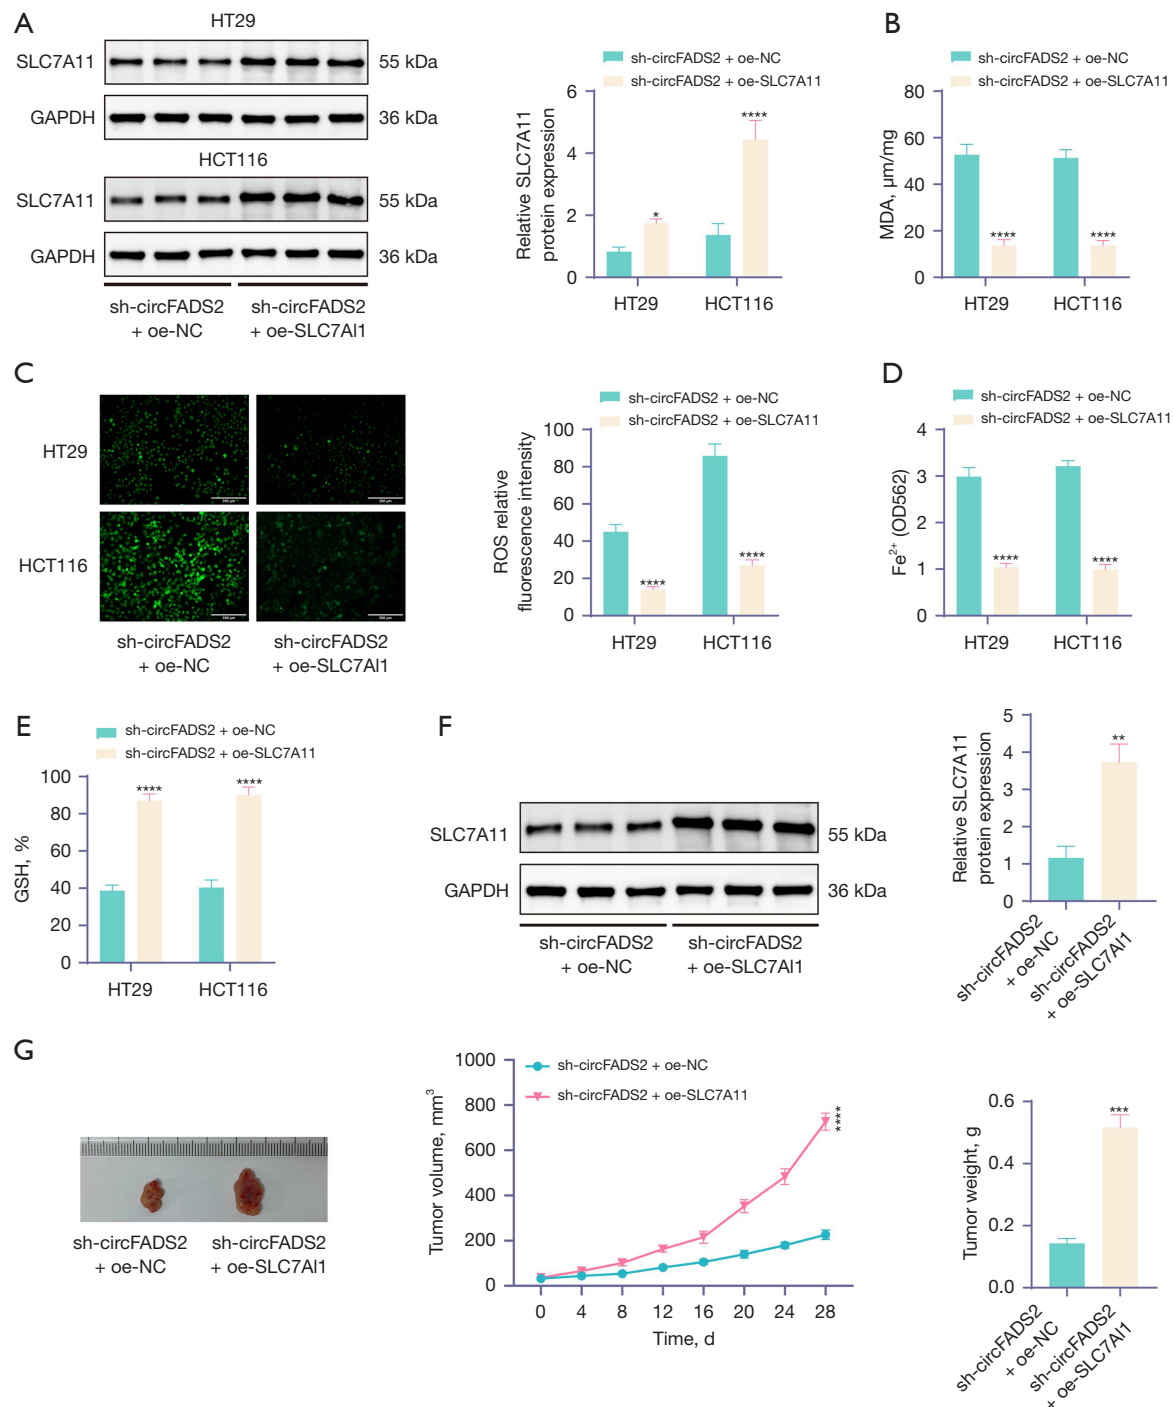 A
HT29
SLC7A11
55 kDa
GAPDH
36 kDa
HCT116
SLC7A11
55 kDa
GAPDH
36 kDa
sh-circFADS2
+ oe-NC
sh-circFADS2
+ oe-SLC7Al1
sh-circFADS2 + oe-NC
sh-circFADS2 + oe-SLC7A11
Relative SLC7A11
protein expression
6
4
2
0
*
****
HT29
HCT116
B
sh-circFADS2 + oe-NC
sh-circFADS2 + oe-SLC7A11
MDA, μm/mg
80
60
40
20
0
****
****
HT29
HCT116
C
HT29
200 μm
200 μm
HCT116
200 μm
200 μm
sh-circFADS2
+ oe-NC
sh-circFADS2
+ oe-SLC7Al1
sh-circFADS2 + oe-NC
sh-circFADS2 + oe-SLC7A11
ROS relative
fluorescence intensity
100
80
60
40
20
0
****
****
HT29
HCT116
D
sh-circFADS2 + oe-NC
sh-circFADS2 + oe-SLC7A11
Fe²⁺ (OD562)
4
3
2
1
0
****
****
HT29
HCT116
E
sh-circFADS2 + oe-NC
sh-circFADS2 + oe-SLC7A11
GSH, %
100
80
60
40
20
0
****
****
HT29
HCT116
F
SLC7A11
55 kDa
GAPDH
36 kDa
sh-circFADS2
+ oe-NC
sh-circFADS2
+ oe-SLC7Al1
Relative SLC7A11
protein expression
5
4
3
2
1
0
**
sh-circFADS2
+ oe-NC
sh-circFADS2
+ oe-SLC7Al1
G
sh-circFADS2
+ oe-NC
sh-circFADS2
+ oe-SLC7Al1
sh-circFADS2 + oe-NC
sh-circFADS2 + oe-SLC7A11
Tumor volume, mm³
1000
800
600
400
200
0
****
0 4 8 12 16 20 24 28
Time, d
Tumor weight, g
0.6
0.4
0.2
0.0
***
sh-circFADS2
+ oe-NC
sh-circFADS2
+ oe-SLC7Al1